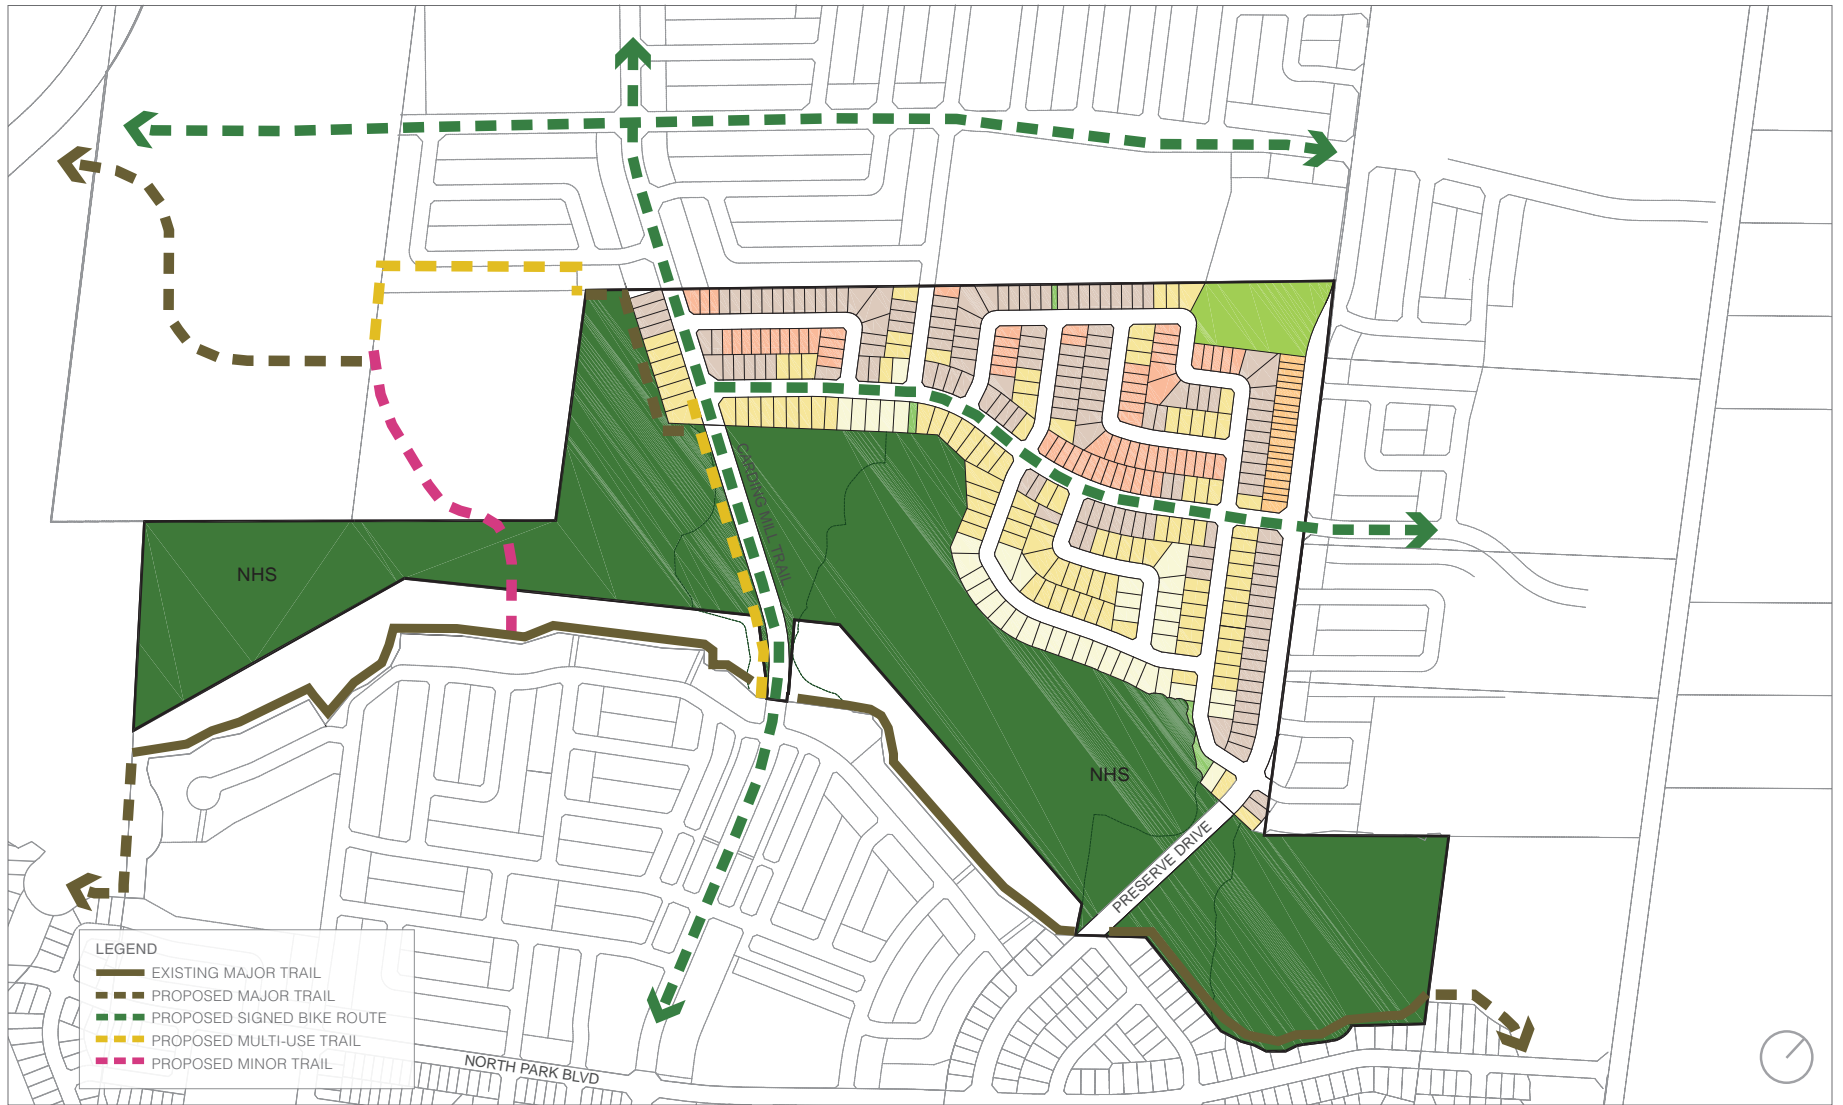 CARDING MILL TRAIL
NHS
NHS
PRESERVE DRIVE
LEGEND
EXISTING MAJOR TRAIL
PROPOSED MAJOR TRAIL
PROPOSED SIGNED BIKE ROUTE
PROPOSED MULTI-USE TRAIL
PROPOSED MINOR TRAIL
NORTH PARK BLVD